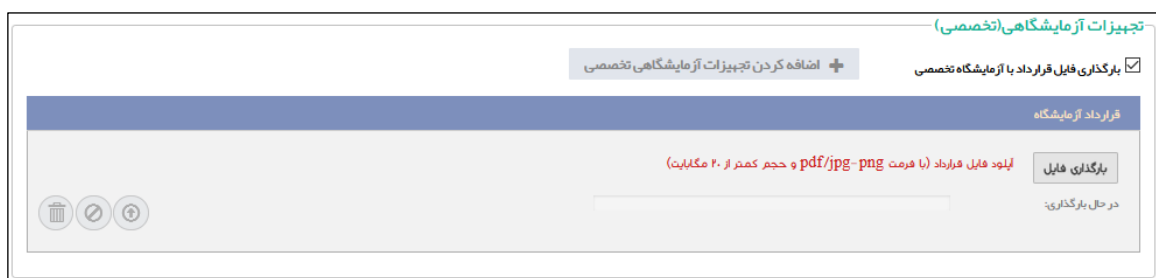 تجهیزات آزمایشگاهی(تخصصی)
بارگذاری فایل قرارداد با آزمایشگاه تخصصی
اضافه کردن تجهیزات آزمایشگاهی تخصصی
قرارداد آزمایشگاه
بارگذاری فایل
آپلود فایل قرارداد (با فرمت pdf/jpg-png و حجم کمتر از ۲۰ مگابایت)
در حال بارگذاری: